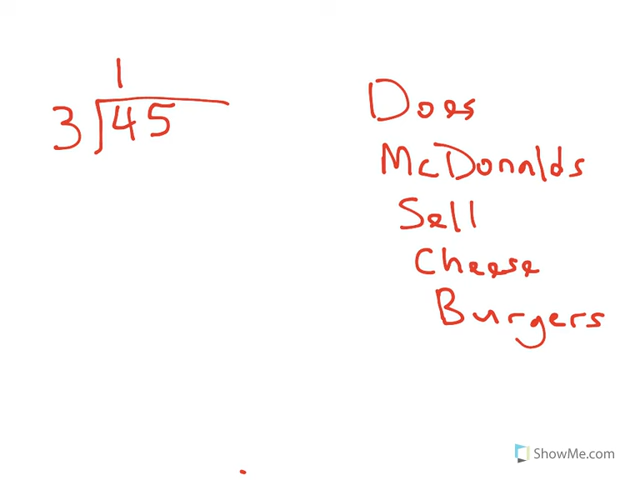 1
3 45
Does
McDonalds
Sell
Cheese
Burgers
ShowMe.com